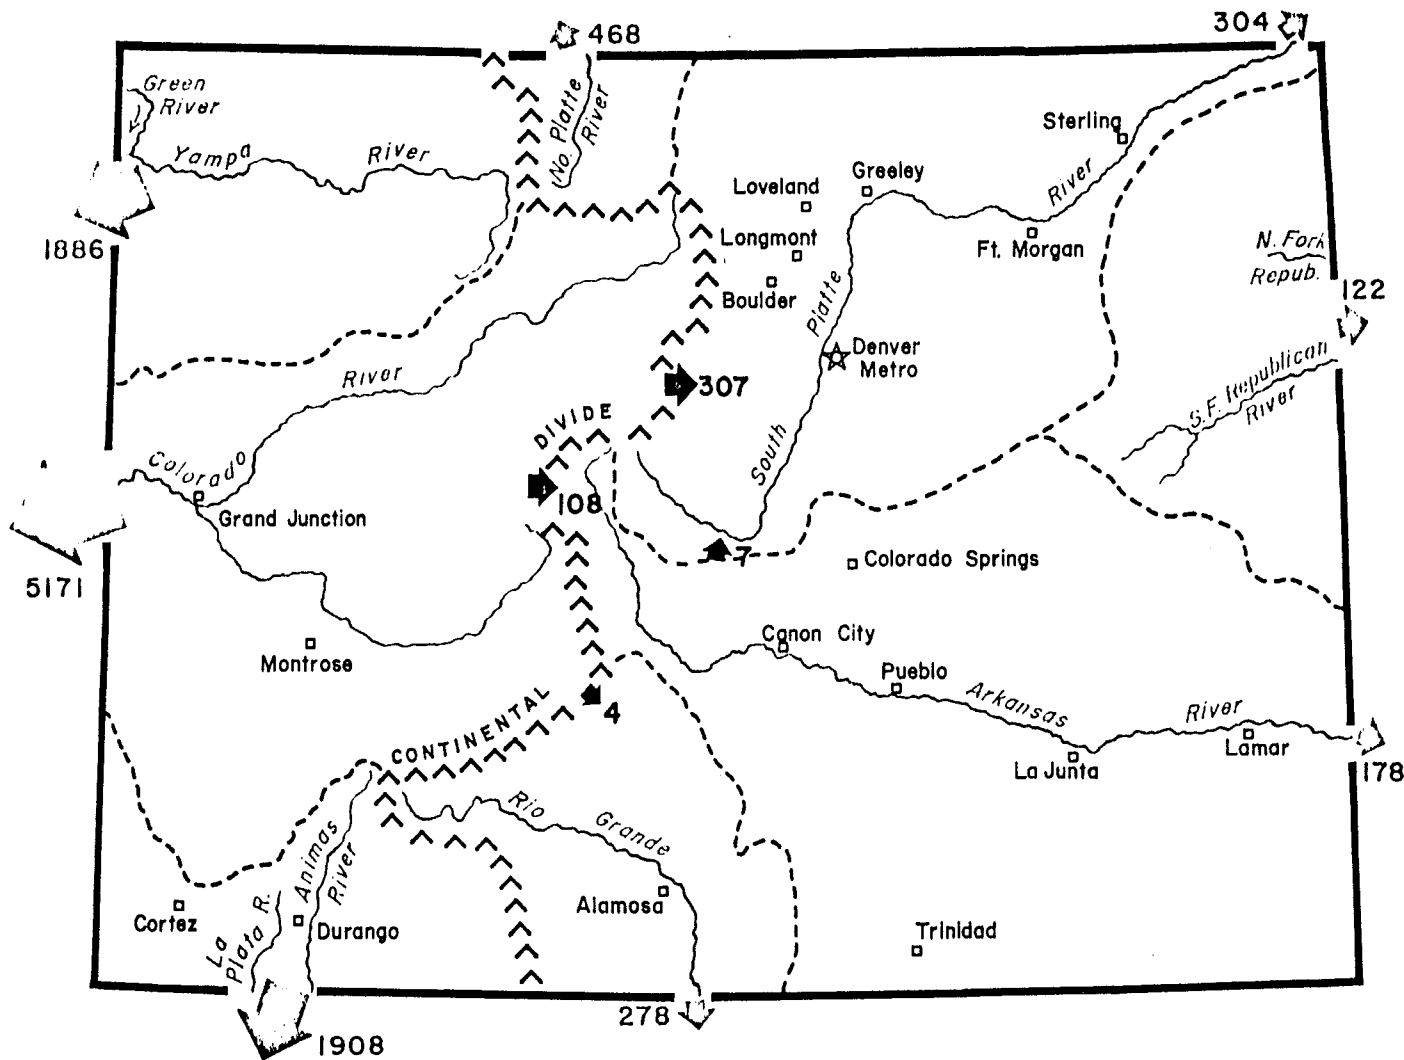 304
468
Green
River
No. Platte
River
Sterling
Yampa River
Greeley
River
Loveland
1886
Longmont
Ft. Morgan
N. Fork
Repub.
Boulder
122
Platte
Denver
Metro
S.F. Republican
River
River
307
DIVIDE
South
Colorado
108
Grand Junction
7
Colorado Springs
5171
Canon City
Montrose
Pueblo
Arkansas River
4
CONTINENTAL
Lamar
La Junta
178
Rio Grande
Animas
River
Alamosa
Cortez
La
Plata R.
Durango
Trinidad
278
1908